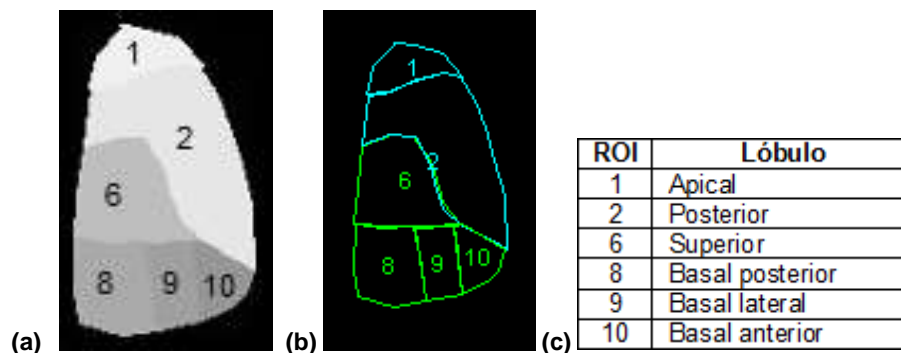 1
2
6
8 9 10
(a)
1
2
6
8 9 10
(b)
ROI Lóbulo
1 Apical
2 Posterior
6 Superior
8 Basal posterior
9 Basal lateral
10 Basal anterior
(c)